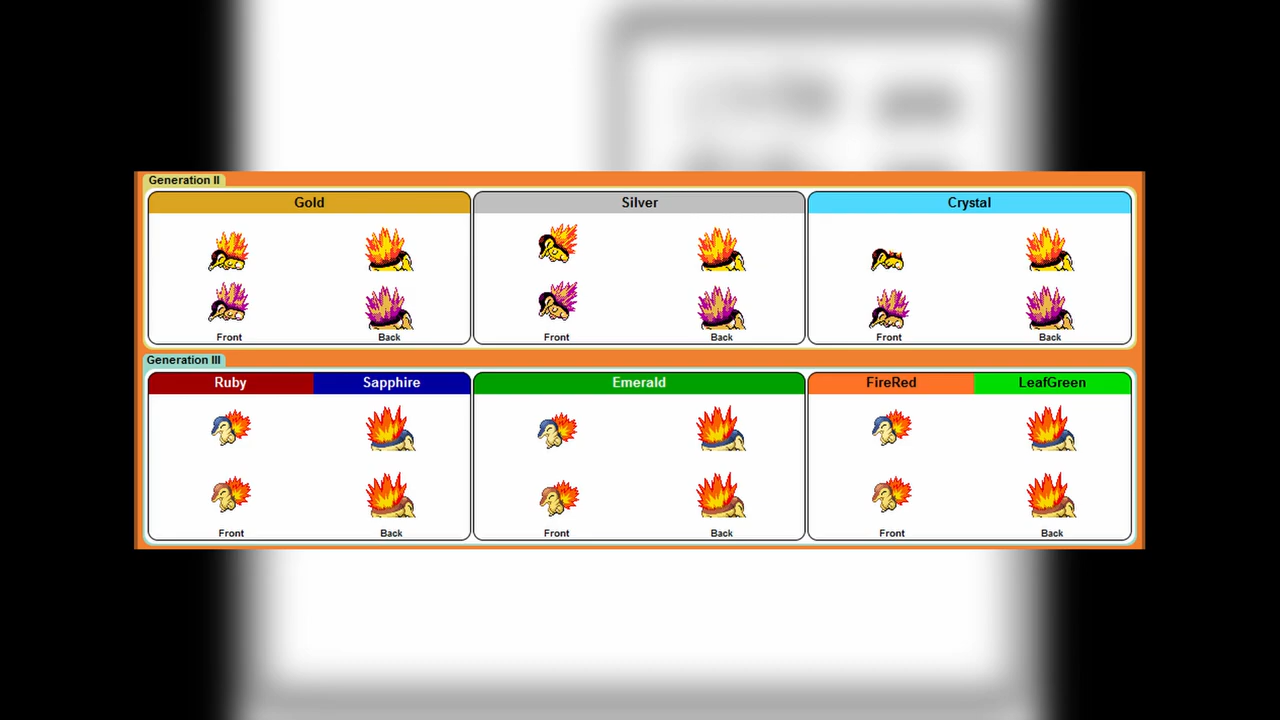 Generation II
Gold Silver Crystal
Front Back Front Back Front Back
Generation III
Ruby Sapphire Emerald FireRed LeafGreen
Front Back Front Back Front Back